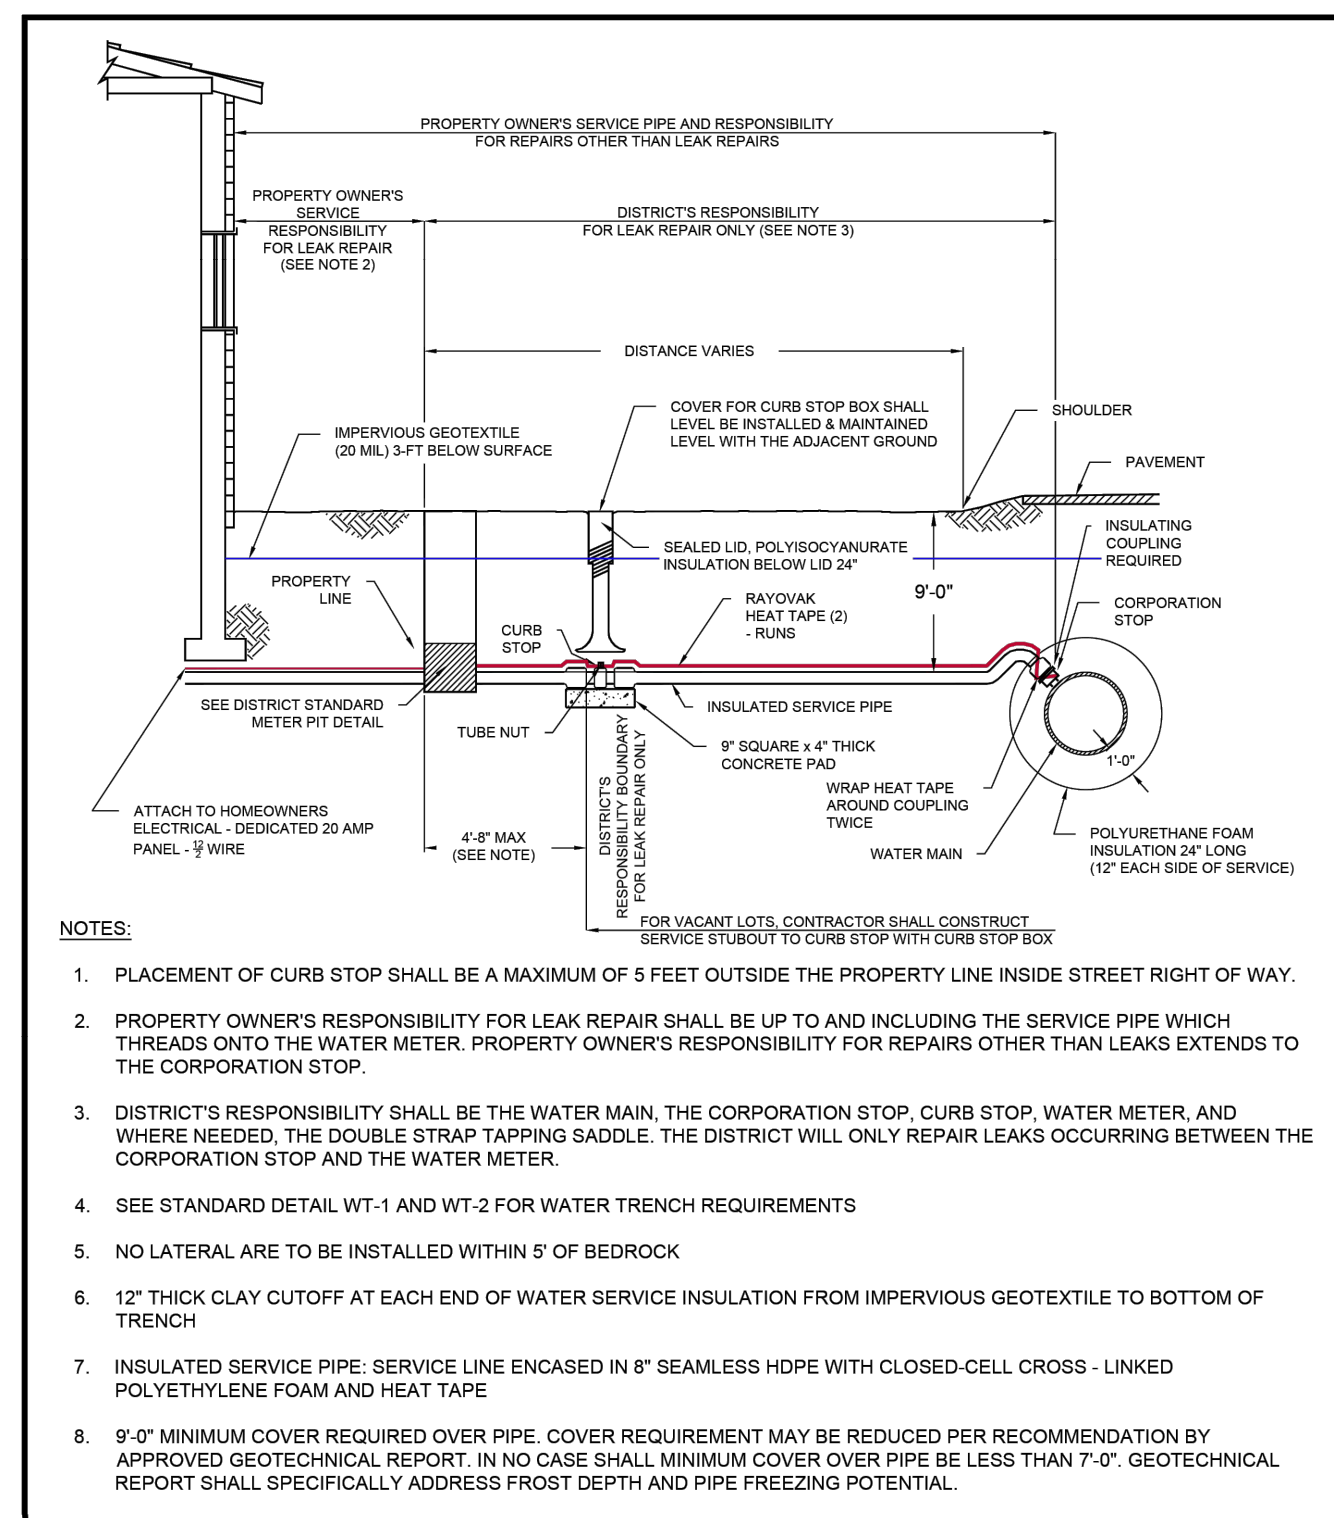 PROPERTY OWNER'S SERVICE PIPE AND RESPONSIBILITY
FOR REPAIRS OTHER THAN LEAK REPAIRS
PROPERTY OWNER'S
SERVICE
RESPONSIBILITY
FOR LEAK REPAIR
(SEE NOTE 2)
DISTRICT'S RESPONSIBILITY
FOR LEAK REPAIR ONLY (SEE NOTE 3)
DISTANCE VARIES
COVER FOR CURB STOP BOX SHALL
LEVEL BE INSTALLED & MAINTAINED
LEVEL WITH THE ADJACENT GROUND
SHOULDER
IMPERVIOUS GEOTEXTILE
(20 MIL) 3-FT BELOW SURFACE
PAVEMENT
INSULATING
COUPLING
REQUIRED
SEALED LID, POLYISOCYANURATE
INSULATION BELOW LID 24"
PROPERTY
LINE
9'-0"
RAYOVAK
HEAT TAPE (2)
- RUNS
CORPORATION
STOP
CURB
STOP
SEE DISTRICT STANDARD
METER PIT DETAIL
TUBE NUT
INSULATED SERVICE PIPE
9" SQUARE x 4" THICK
CONCRETE PAD
1'-0"
WRAP HEAT TAPE
AROUND COUPLING
TWICE
ATTACH TO HOMEOWNERS
ELECTRICAL - DEDICATED 20 AMP
PANEL - 12/2 WIRE
4'-8" MAX
(SEE NOTE)
DISTRICT'S
RESPONSIBILITY BOUNDARY
FOR LEAK REPAIR ONLY
WATER MAIN
POLYURETHANE FOAM
INSULATION 24" LONG
(12" EACH SIDE OF SERVICE)
FOR VACANT LOTS, CONTRACTOR SHALL CONSTRUCT
SERVICE STUBOUT TO CURB STOP WITH CURB STOP BOX
NOTES:
1. PLACEMENT OF CURB STOP SHALL BE A MAXIMUM OF 5 FEET OUTSIDE THE PROPERTY LINE INSIDE STREET RIGHT OF WAY.
2. PROPERTY OWNER'S RESPONSIBILITY FOR LEAK REPAIR SHALL BE UP TO AND INCLUDING THE SERVICE PIPE WHICH
THREADS ONTO THE WATER METER. PROPERTY OWNER'S RESPONSIBILITY FOR REPAIRS OTHER THAN LEAKS EXTENDS TO
THE CORPORATION STOP.
3. DISTRICT'S RESPONSIBILITY SHALL BE THE WATER MAIN, THE CORPORATION STOP, CURB STOP, WATER METER, AND
WHERE NEEDED, THE DOUBLE STRAP TAPPING SADDLE. THE DISTRICT WILL ONLY REPAIR LEAKS OCCURRING BETWEEN THE
CORPORATION STOP AND THE WATER METER.
4. SEE STANDARD DETAIL WT-1 AND WT-2 FOR WATER TRENCH REQUIREMENTS
5. NO LATERAL ARE TO BE INSTALLED WITHIN 5' OF BEDROCK
6. 12" THICK CLAY CUTOFF AT EACH END OF WATER SERVICE INSULATION FROM IMPERVIOUS GEOTEXTILE TO BOTTOM OF
TRENCH
7. INSULATED SERVICE PIPE: SERVICE LINE ENCASED IN 8" SEAMLESS HDPE WITH CLOSED-CELL CROSS - LINKED
POLYETHYLENE FOAM AND HEAT TAPE
8. 9'-0" MINIMUM COVER REQUIRED OVER PIPE. COVER REQUIREMENT MAY BE REDUCED PER RECOMMENDATION BY
APPROVED GEOTECHNICAL REPORT. IN NO CASE SHALL MINIMUM COVER OVER PIPE BE LESS THAN 7'-0". GEOTECHNICAL
REPORT SHALL SPECIFICALLY ADDRESS FROST DEPTH AND PIPE FREEZING POTENTIAL.